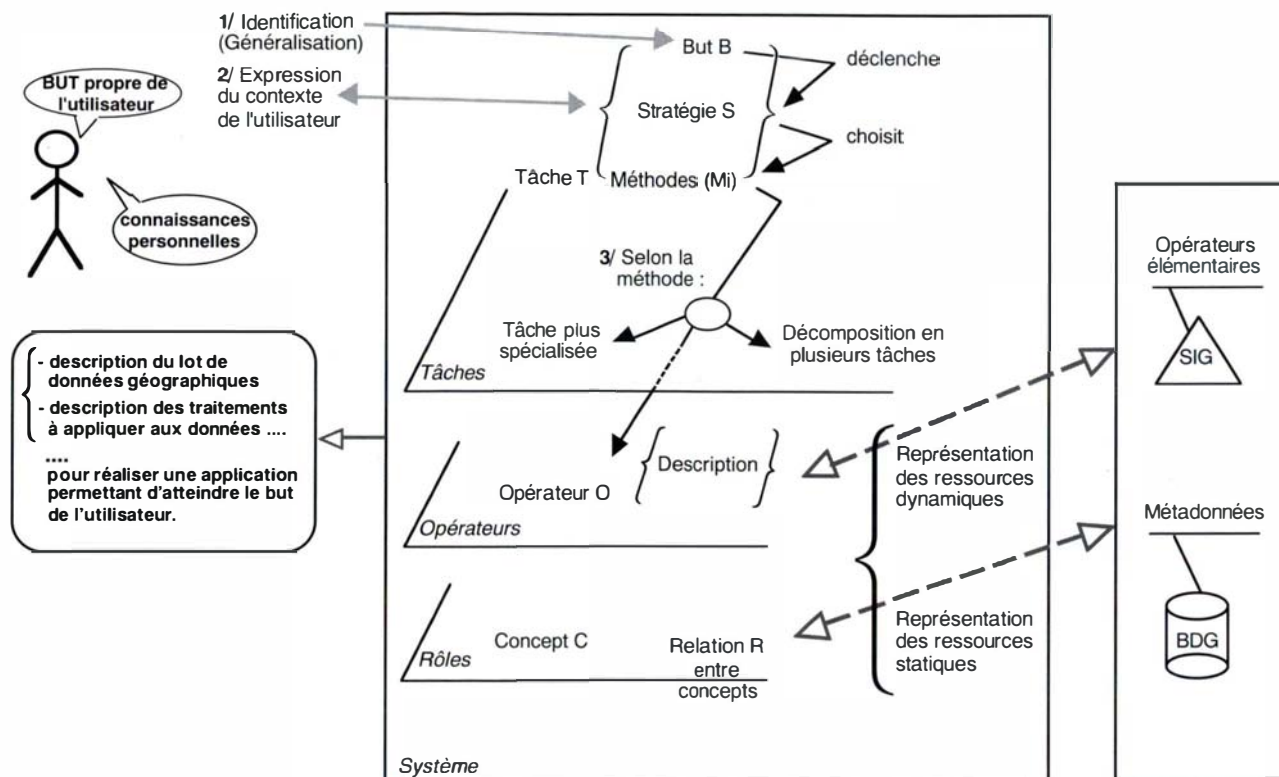 1/ Identification
(Généralisation)
2/ Expression
du contexte
de l'utilisateur
BUT propre de
l'utilisateur
connaissances
personnelles
But B
déclenche
Stratégie S
choisit
Tâche T
Méthodes (Mi)
3/ Selon la
méthode :
Tâche plus
spécialisée
Décomposition en
plusieurs tâches
Tâches
- description du lot de
données géographiques
- description des traitements
à appliquer aux données ....
....
pour réaliser une application
permettant d'atteindre le but
de l'utilisateur.
Opérateur O
Description
Opérateurs
Concept C
Relation R
entre
concepts
Rôles
Système
Représentation
des ressources
dynamiques
Représentation
des ressources
statiques
Opérateurs
élémentaires
SIG
Métadonnées
BDG